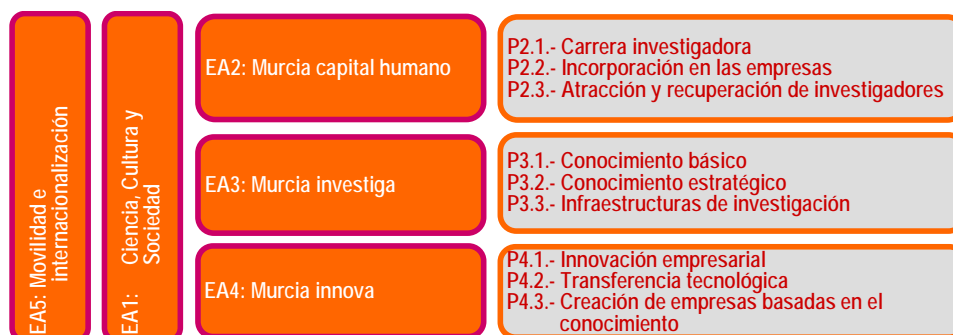 EA5: Movilidad e
internacionalización
EA1: Ciencia, Cultura y
Sociedad
EA2: Murcia capital humano
P2.1.- Carrera investigadora
P2.2.- Incorporación en las empresas
P2.3.- Atracción y recuperación de investigadores
EA3: Murcia investiga
P3.1.- Conocimiento básico
P3.2.- Conocimiento estratégico
P3.3.- Infraestructuras de investigación
EA4: Murcia innova
P4.1.- Innovación empresarial
P4.2.- Transferencia tecnológica
P4.3.- Creación de empresas basadas en el
conocimiento